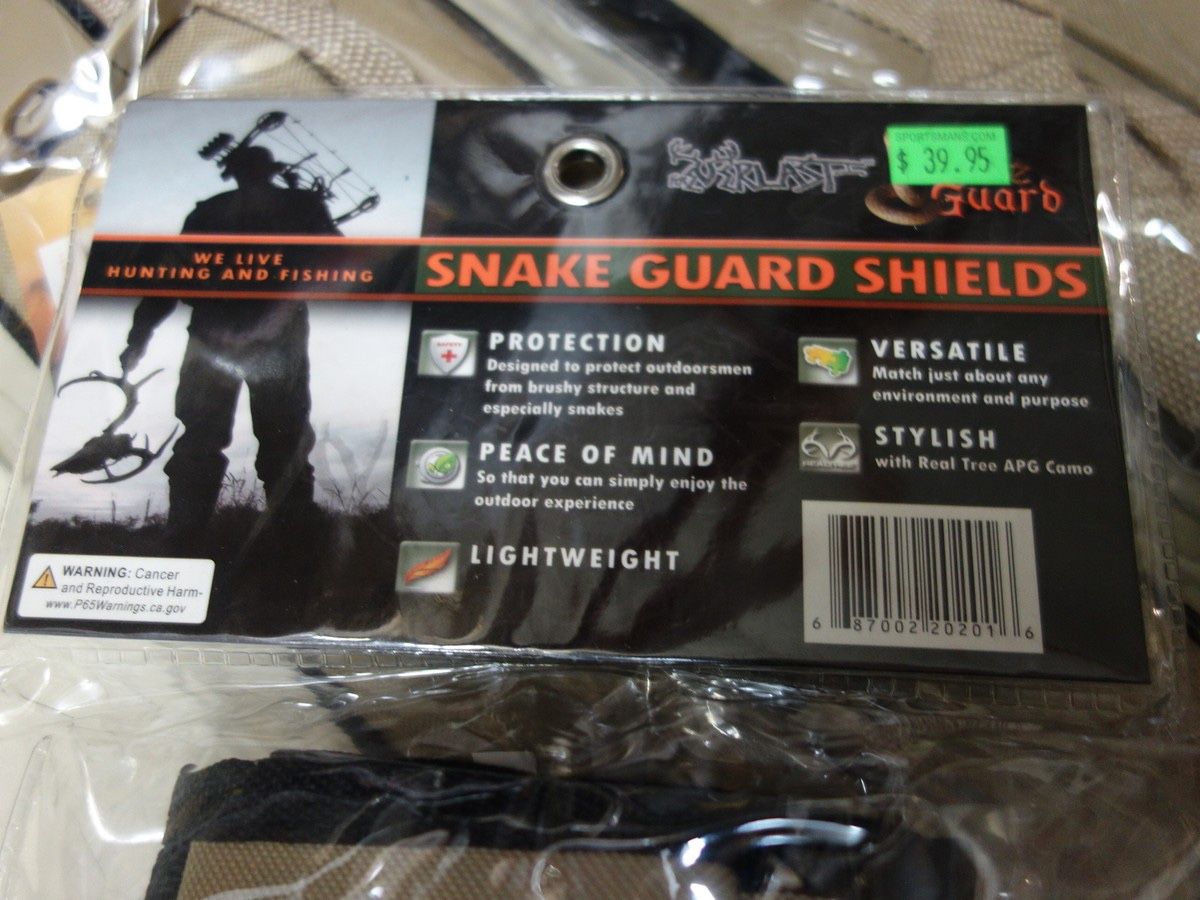 SPORTSMANS.COM
$ 39.95
Guard
WE LIVE
HUNTING AND FISHING
SNAKE GUARD SHIELDS
SAFETY
PROTECTION
Designed to protect outdoorsmen
from brushy structure and
especially snakes
PEACE OF MIND
So that you can simply enjoy the
outdoor experience
LIGHTWEIGHT
VERSATILE
Match just about any
environment and purpose
REALTREE
STYLISH
with Real Tree APG Camo
WARNING: Cancer
and Reproductive Harm-
www.P65Warnings.ca.gov
6 87002 20201 6